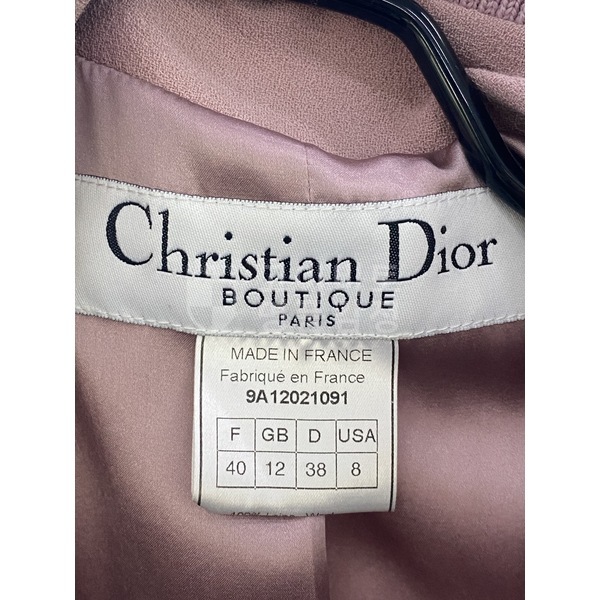 Christian Dior
BOUTIQUE
PARIS
MADE IN FRANCE
Fabriqué en France
9A12021091
F GB D USA
40 12 38 8